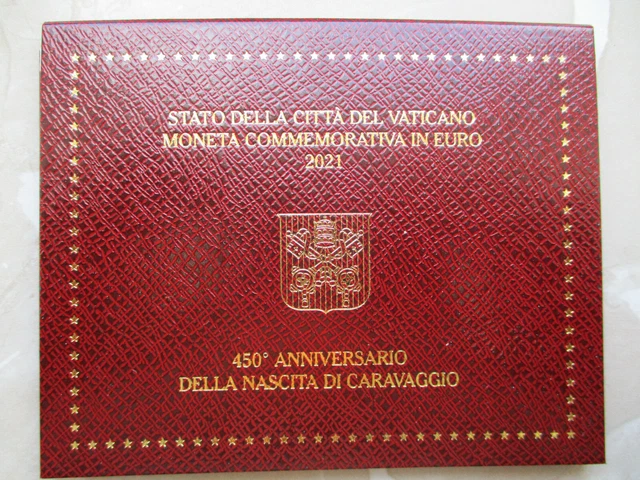 STATO DELLA CITTÀ DEL VATICANO
MONETA COMMEMORATIVA IN EURO
2021
450° ANNIVERSARIO
DELLA NASCITA DI CARAVAGGIO